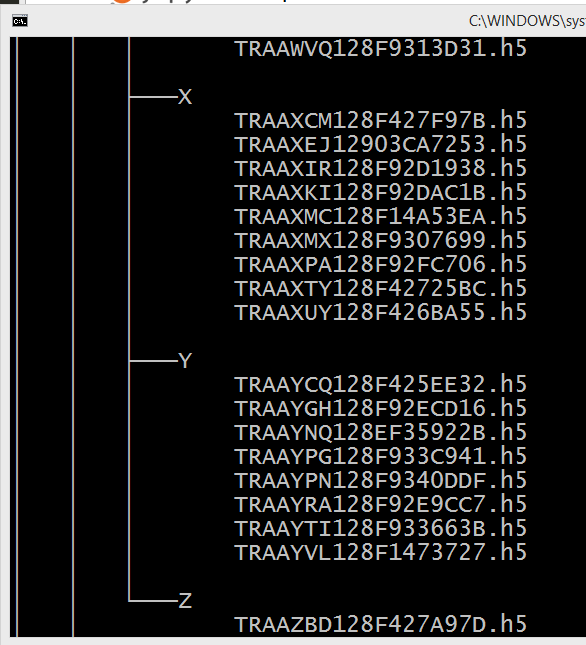 C:\WINDOWS\sys
TRAAWVQ128F9313D31.h5
X
TRAAXCM128F427F97B.h5
TRAAXEJ12903CA7253.h5
TRAAXIR128F92D1938.h5
TRAAXKI128F92DAC1B.h5
TRAAXMC128F14A53EA.h5
TRAAXMX128F9307699.h5
TRAAXPA128F92FC706.h5
TRAAXTY128F42725BC.h5
TRAAXUY128F426BA55.h5
Y
TRAAYCQ128F425EE32.h5
TRAAYGH128F92ECD16.h5
TRAAYNQ128EF35922B.h5
TRAAYPG128F933C941.h5
TRAAYPN128F9340DDF.h5
TRAAYRA128F92E9CC7.h5
TRAAYTI128F933663B.h5
TRAAYVL128F1473727.h5
Z
TRAAZBD128F427A97D.h5